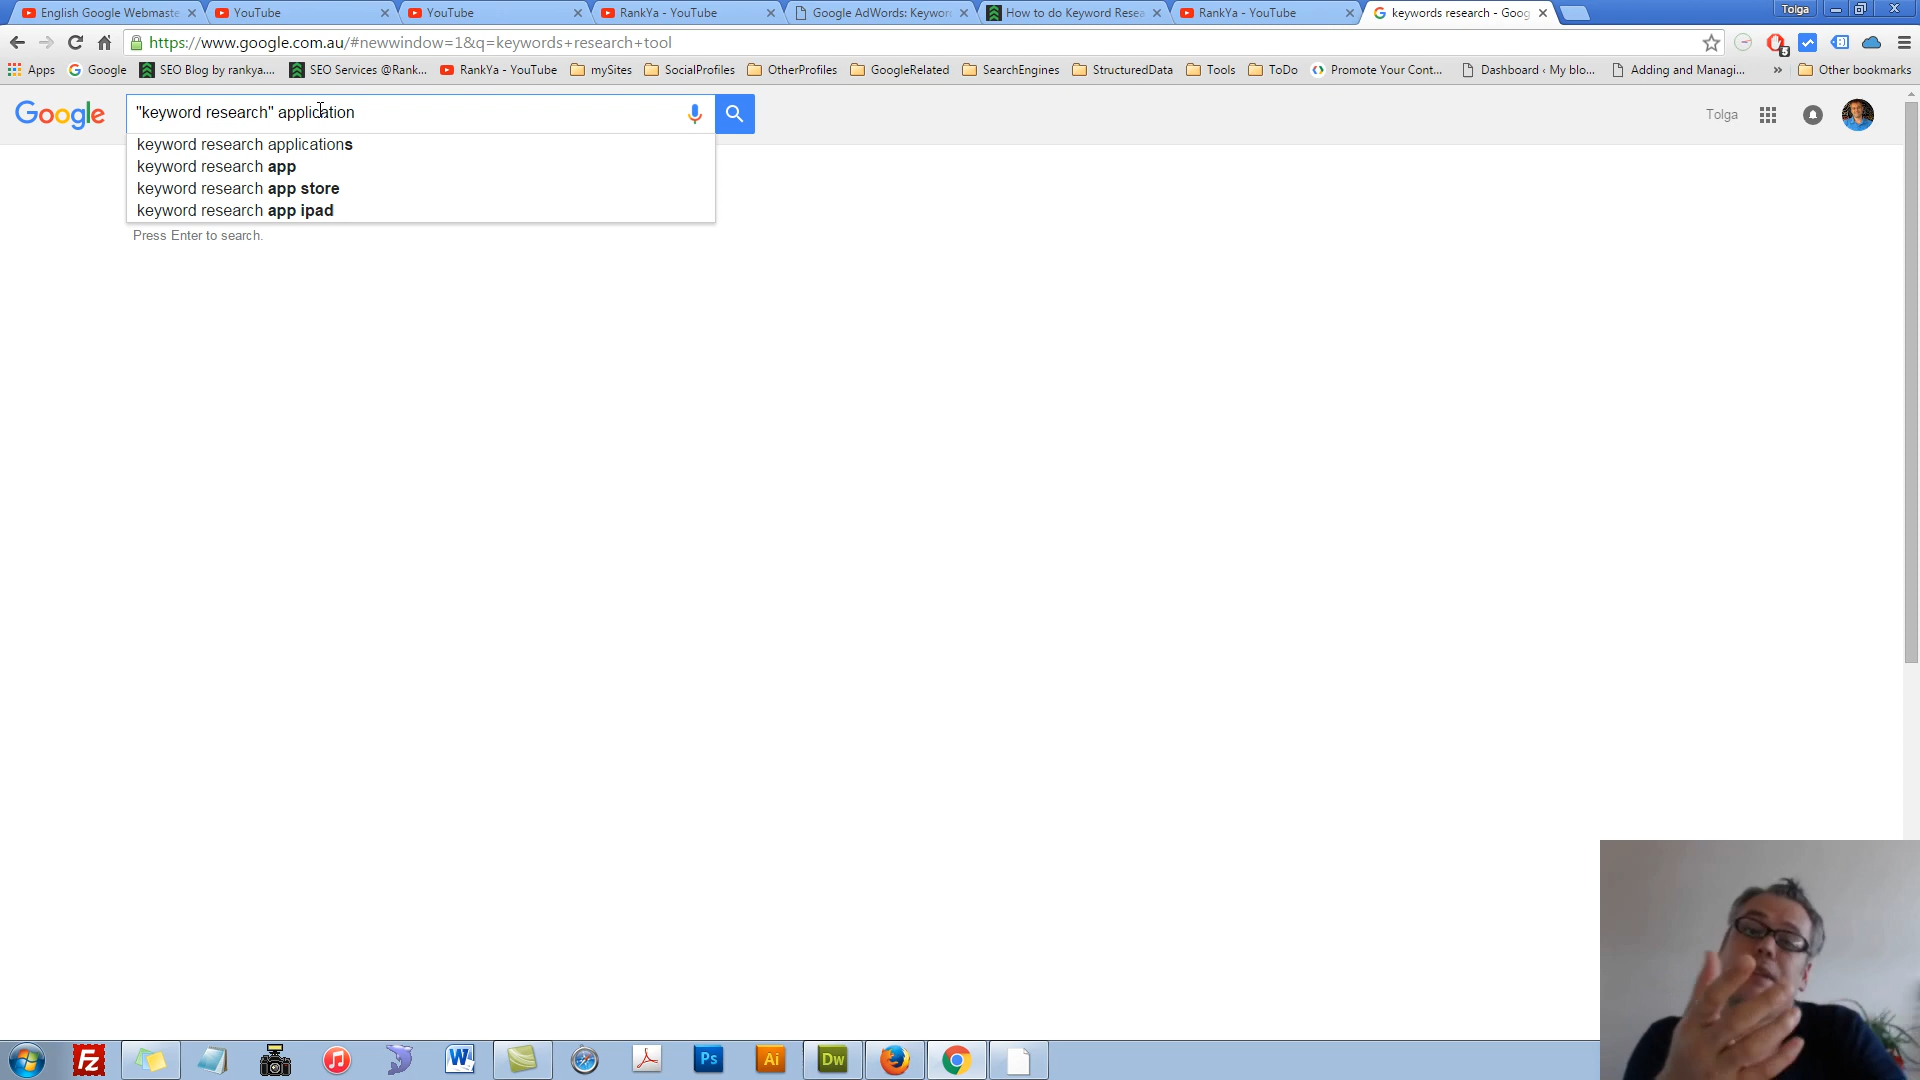 English Google Webmaste
YouTube
YouTube
RankYa - YouTube
Google AdWords: Keywor
How to do Keyword Resea
RankYa - YouTube
keywords research - Goog
Tolga
https://www.google.com.au/#newwindow=1&q=keywords+research+tool
5
Apps
Google
SEO Blog by rankya....
SEO Services @Rank...
RankYa - YouTube
mySites
SocialProfiles
OtherProfiles
GoogleRelated
SearchEngines
StructuredData
Tools
ToDo
Promote Your Cont...
Dashboard ‹ My blo...
Adding and Managi...
»
Other bookmarks
Google
"keyword research" application
Tolga
keyword research applications
keyword research app
keyword research app store
keyword research app ipad
Press Enter to search.
Fz
W
Ps
Ai
Dw